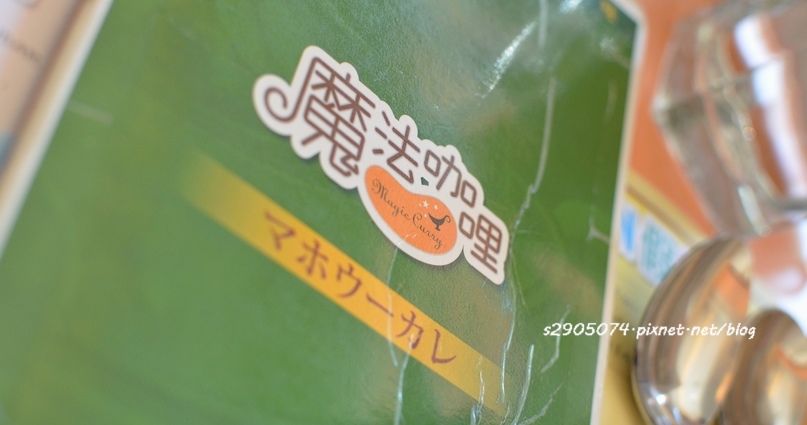 魔法咖哩
Magic Curry
マホウーカレ
s2905074.pixnet.net/blog